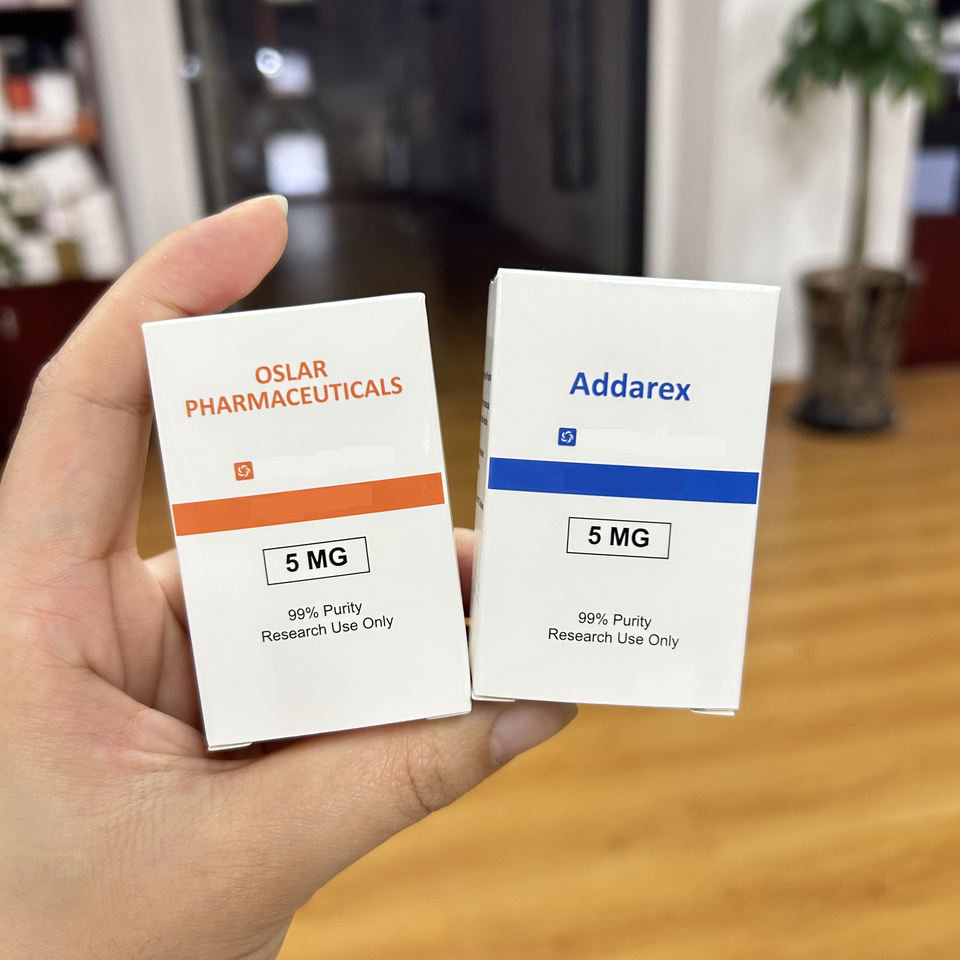 OSLAR
PHARMACEUTICALS
5 MG
99% Purity
Research Use Only
Addarex
5 MG
99% Purity
Research Use Only